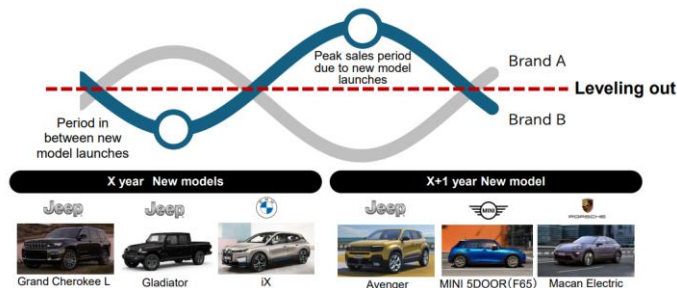 Peak sales period
due to new model
launches
Brand A
Leveling out
Brand B
Period in
between new
model launches
X year New models
X+1 year New model
Jeep
Jeep
Jeep
MINI
PORSCHE
Grand Cherokee L
Gladiator
iX
Avenger
MINI 5DOOR(F65)
Macan Electric